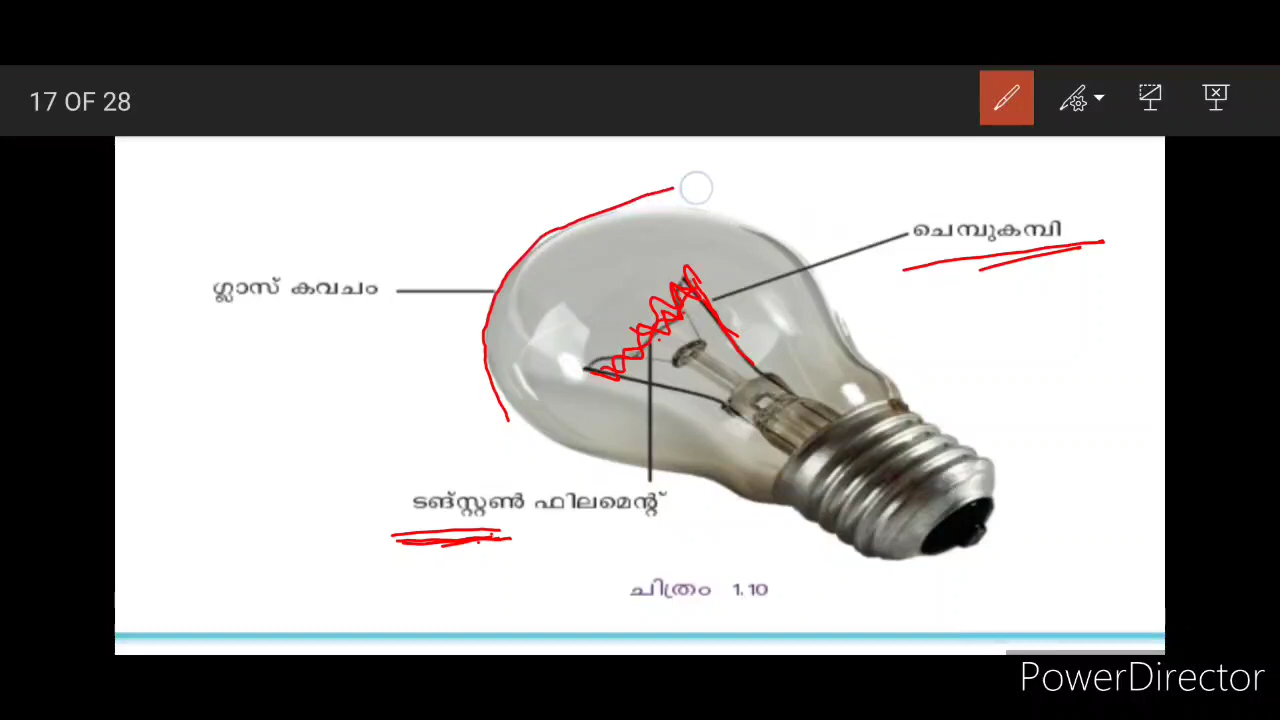 17 OF 28
ചെമ്പുകമ്പി
ഗ്ലാസ് കവചം
ടങ്സ്റ്റൺ ഫിലമെന്റ്
ചിത്രം 1.10
PowerDirector